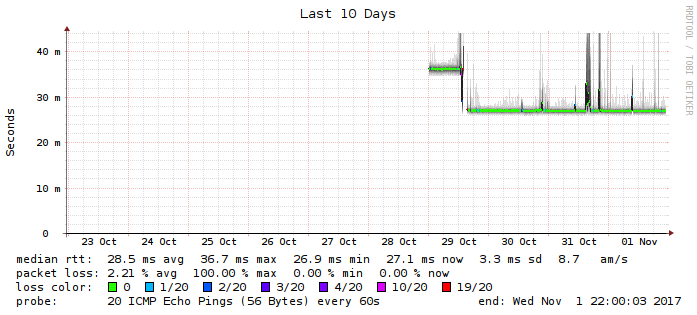 Last 10 Days
RRDTOOL / TOBI OETIKER
Seconds
40 m
30 m
20 m
10 m
0
23 Oct 24 Oct 25 Oct 26 Oct 27 Oct 28 Oct 29 Oct 30 Oct 31 Oct 01 Nov
median rtt: 28.5 ms avg 36.7 ms max 26.9 ms min 27.1 ms now 3.3 ms sd 8.7 am/s
packet loss: 2.21 % avg 100.00 % max 0.00 % min 0.00 % now
loss color: 0 1/20 2/20 3/20 4/20 10/20 19/20
probe: 20 ICMP Echo Pings (56 Bytes) every 60s end: Wed Nov 1 22:00:03 2017